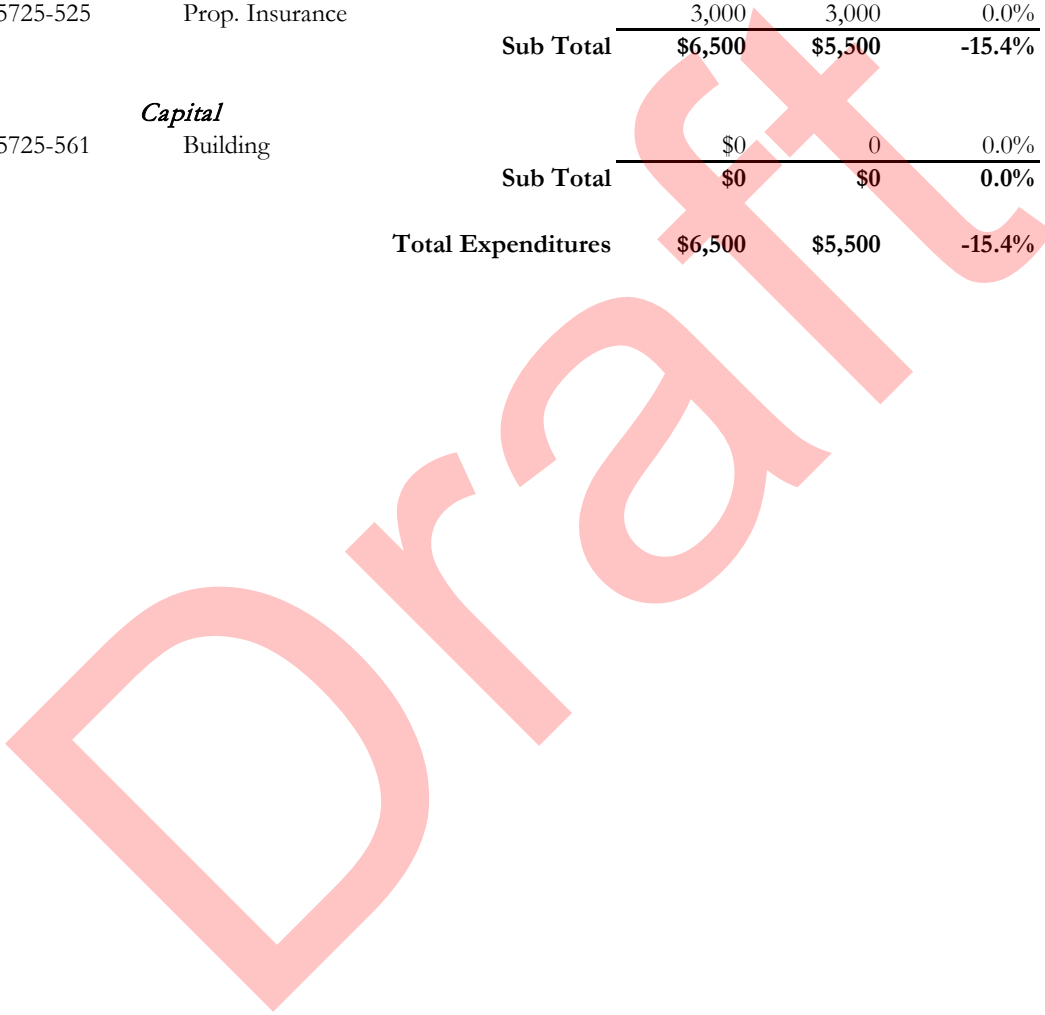 5725-525 Prop. Insurance 3,000 3,000 0.0%
Sub Total $6,500 $5,500 -15.4%
Capital
5725-561 Building $0 0 0.0%
Sub Total $0 $0 0.0%
Total Expenditures $6,500 $5,500 -15.4%
Draft